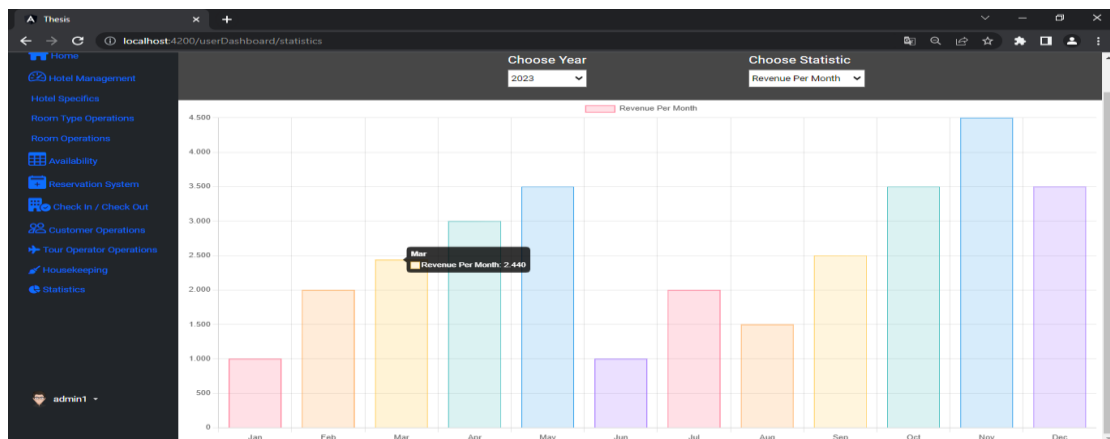 Thesis
localhost:4200/userDashboard/statistics
Home
Hotel Management
Hotel Specifics
Room Type Operations
Room Operations
Availability
Reservation System
Check In / Check Out
Customer Operations
Tour Operator Operations
Housekeeping
Statistics
admin1
Choose Year
2023
Choose Statistic
Revenue Per Month
Revenue Per Month
4.500
4.000
3.500
3.000
2.500
2.000
1.500
1.000
500
0
Mar
Revenue Per Month: 2.440
Jan Feb Mar Apr May Jun Jul Aug Sep Oct Nov Dec